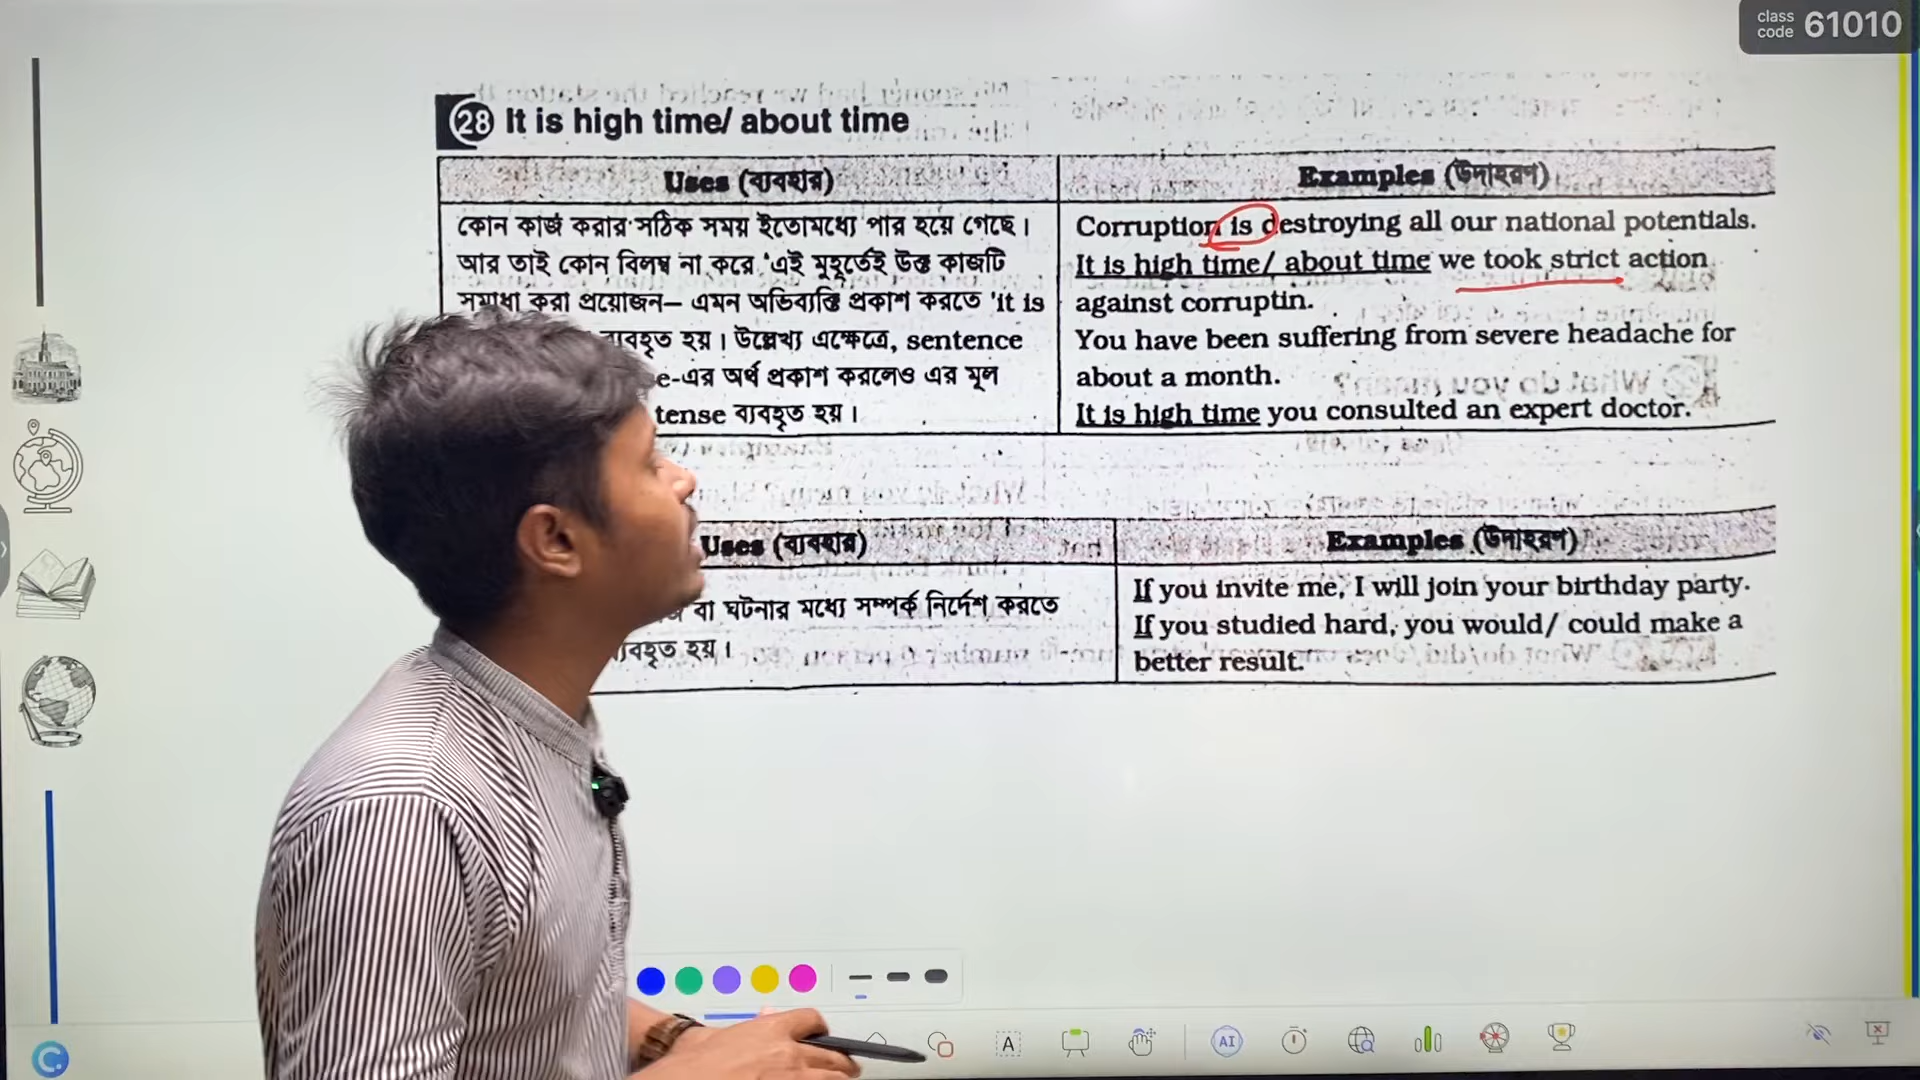 class code 61010
28 It is high time/ about time
Uses (ব্যবহার)
Examples (উদাহরণ)
কোন কাজ করার সঠিক সময় ইতোমধ্যে পার হয়ে গেছে।
আর তাই কোন বিলম্ব না করে 'এই মুহূর্তেই উক্ত কাজটি
সমাধা করা প্রয়োজন– এমন অভিব্যক্তি প্রকাশ করতে 'it is
ব্যবহৃত হয়। উল্লেখ্য এক্ষেত্রে, sentence
e-এর অর্থ প্রকাশ করলেও এর মূল
tense ব্যবহৃত হয়।
Corruption is destroying all our national potentials.
It is high time/ about time we took strict action
against corruptin.
You have been suffering from severe headache for
about a month.
It is high time you consulted an expert doctor.
Uses (ব্যবহার)
Examples (উদাহরণ)
বা ঘটনার মধ্যে সম্পর্ক নির্দেশ করতে
ব্যবহৃত হয়।
If you invite me, I will join your birthday party.
If you studied hard, you would/ could make a
better result.
A
AI